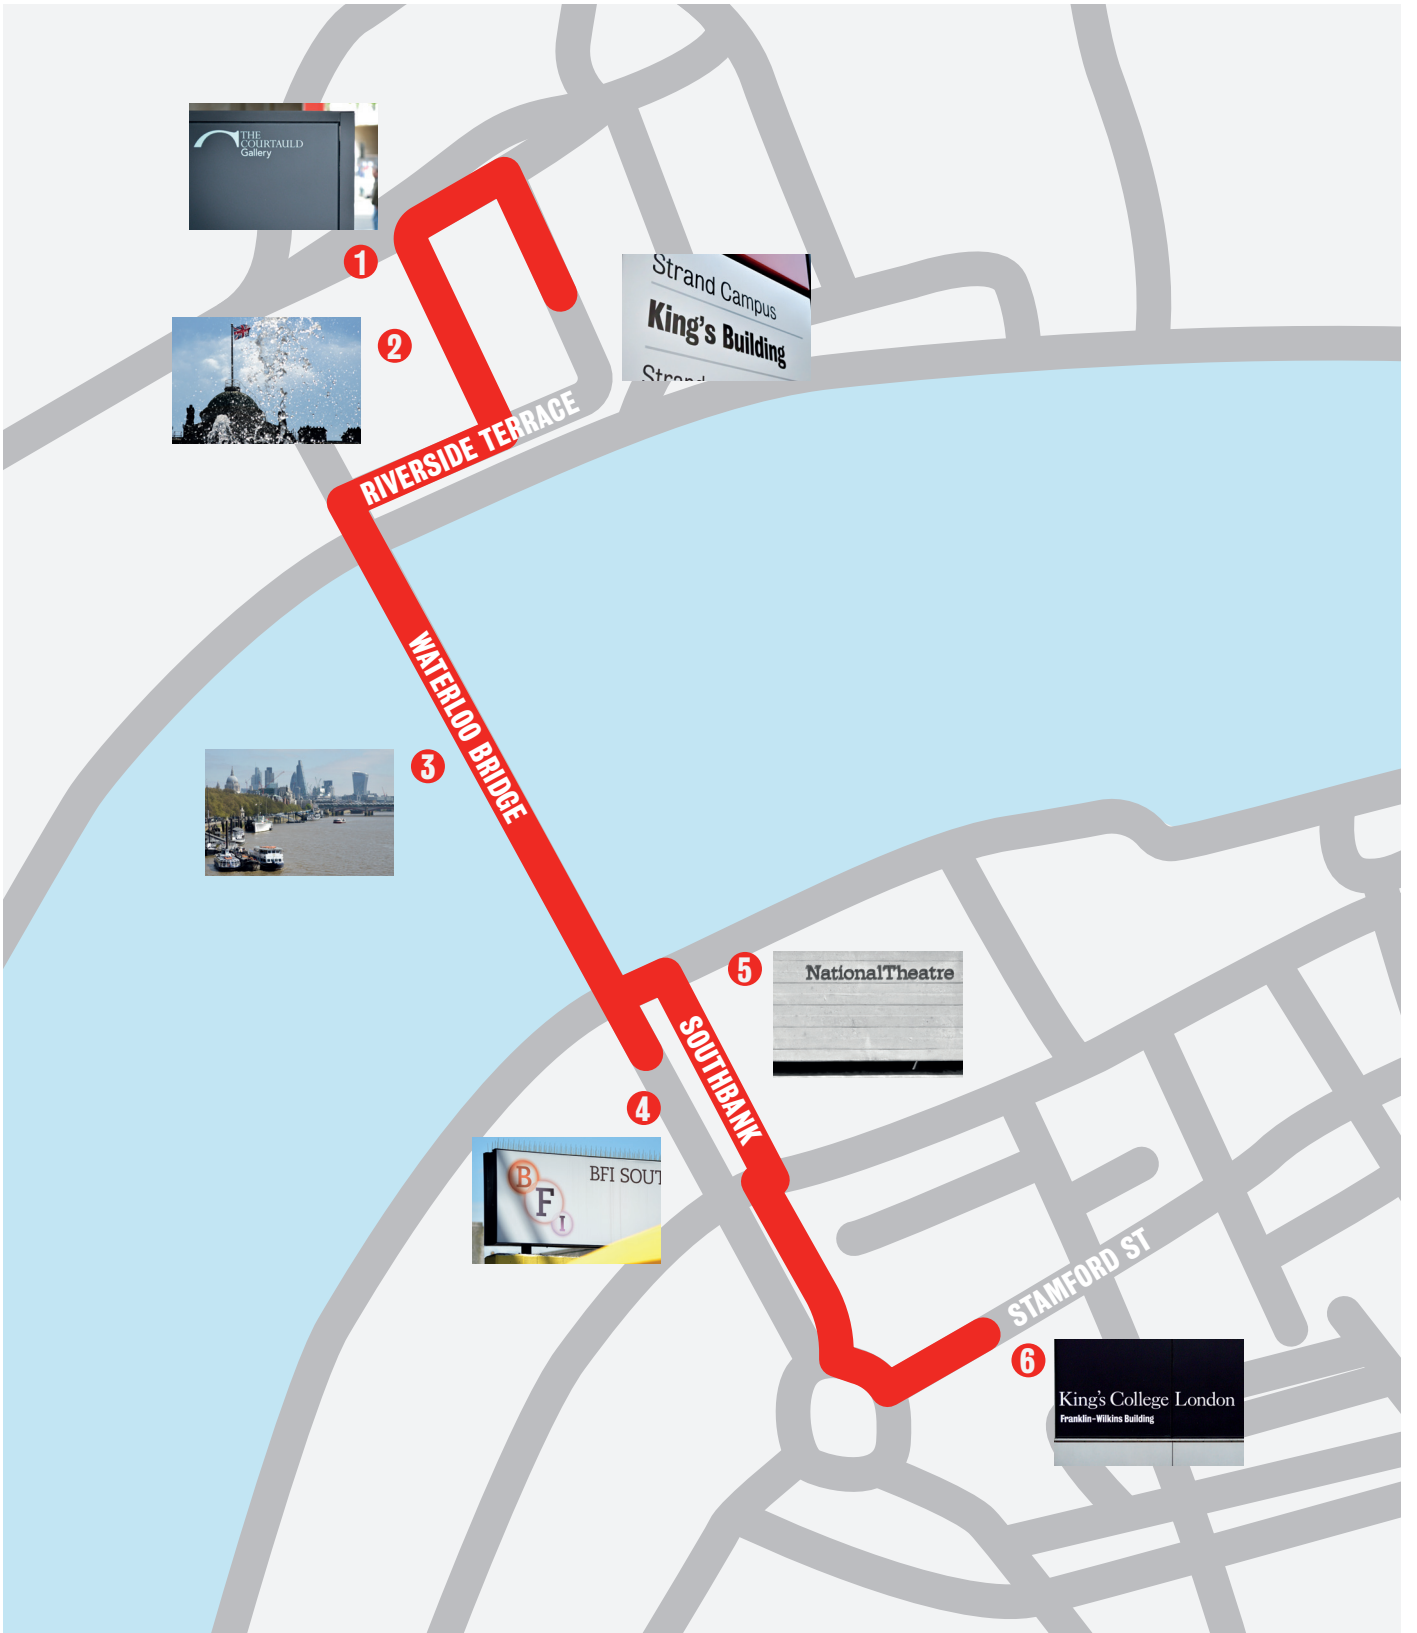 THE
COURTAULD
Gallery
1
Strand Campus
King's Building
2
RIVERSIDE TERRACE
WATERLOO BRIDGE
3
5
NationalTheatre
SOUTHBANK
4
B
F
I
BFI SOUT
STAMFORD ST
6
King's College London
Franklin-Wilkins Building